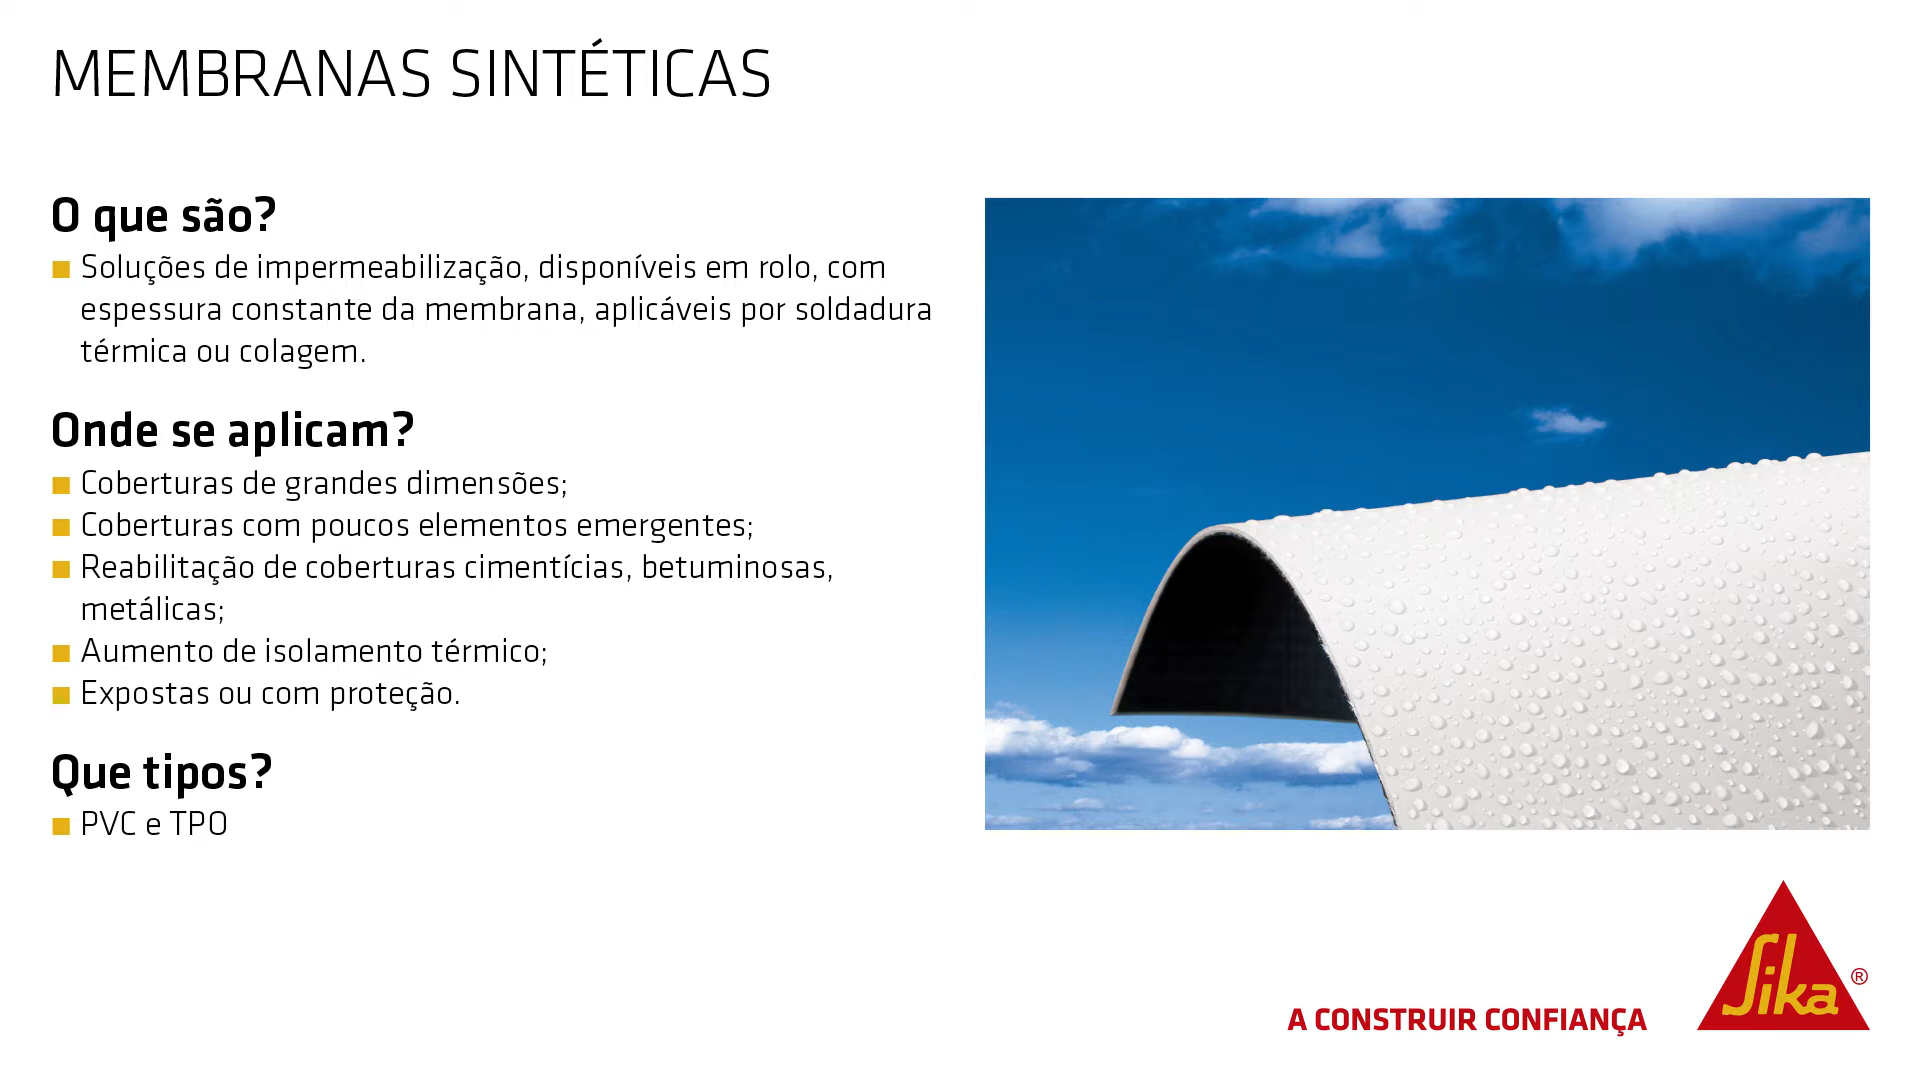 MEMBRANAS SINTÉTICAS
O que são?
Soluções de impermeabilização, disponíveis em rolo, com
espessura constante da membrana, aplicáveis por soldadura
térmica ou colagem.
Onde se aplicam?
Coberturas de grandes dimensões;
Coberturas com poucos elementos emergentes;
Reabilitação de coberturas cimentícias, betuminosas,
metálicas;
Aumento de isolamento térmico;
Expostas ou com proteção.
Que tipos?
PVC e TPO
A CONSTRUIR CONFIANÇA
Sika®